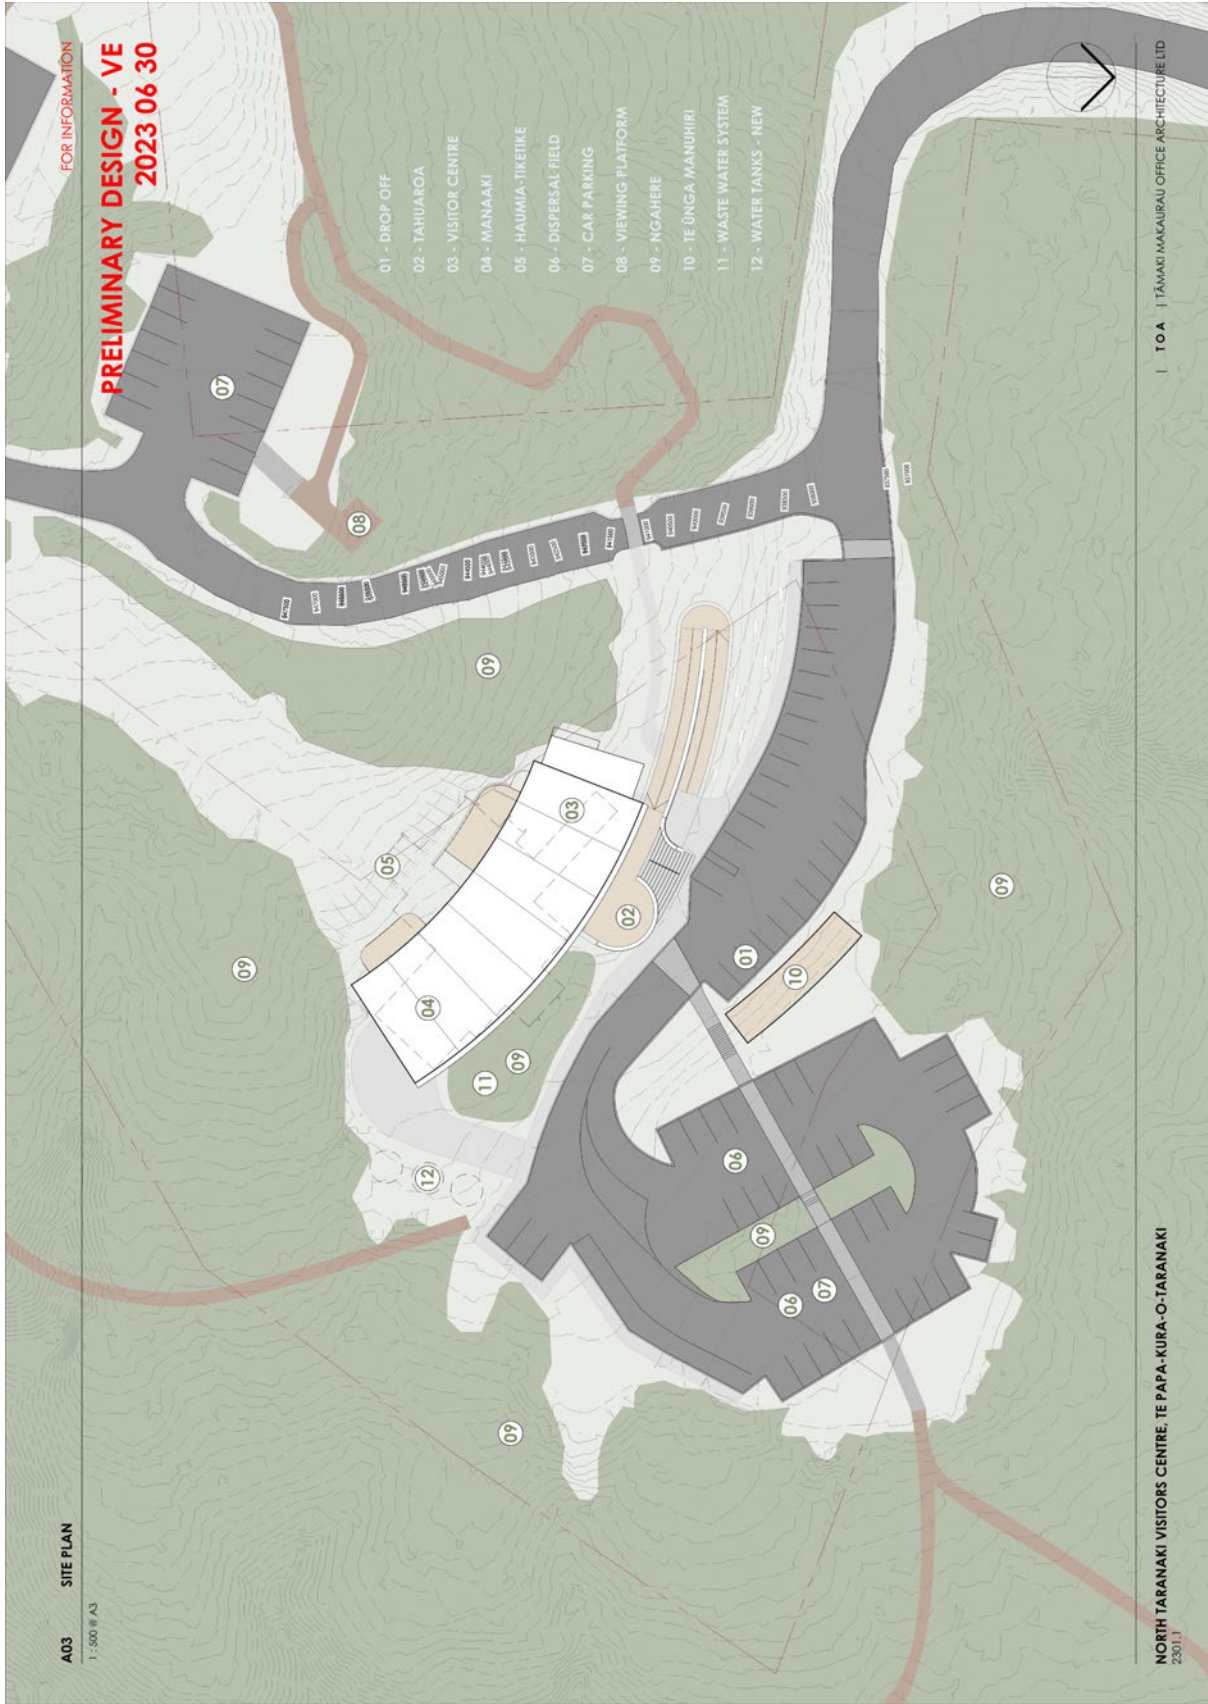 A03 SITE PLAN
1 : 500 @ A3
FOR INFORMATION
PRELIMINARY DESIGN - VE
2023 06 30
01 - DROP OFF
02 - TAHUAROA
03 - VISITOR CENTRE
04 - MANAAKI
05 - HAUMIA-TIKETIKE
06 - DISPERSAL FIELD
07 - CAR PARKING
08 - VIEWING PLATFORM
09 - NGAHERE
10 - TE ŪNGA MANUHIRI
11 - WASTE WATER SYSTEM
12 - WATER TANKS - NEW
07
08
09
05
03
09
04
02
01
10
09
11
09
12
06
09
06
07
09
NORTH TARANAKI VISITORS CENTRE, TE PAPA-KURA-O-TARANAKI
2301.1
| TOA | TĀMAKI MAKAURAU OFFICE ARCHITECTURE LTD